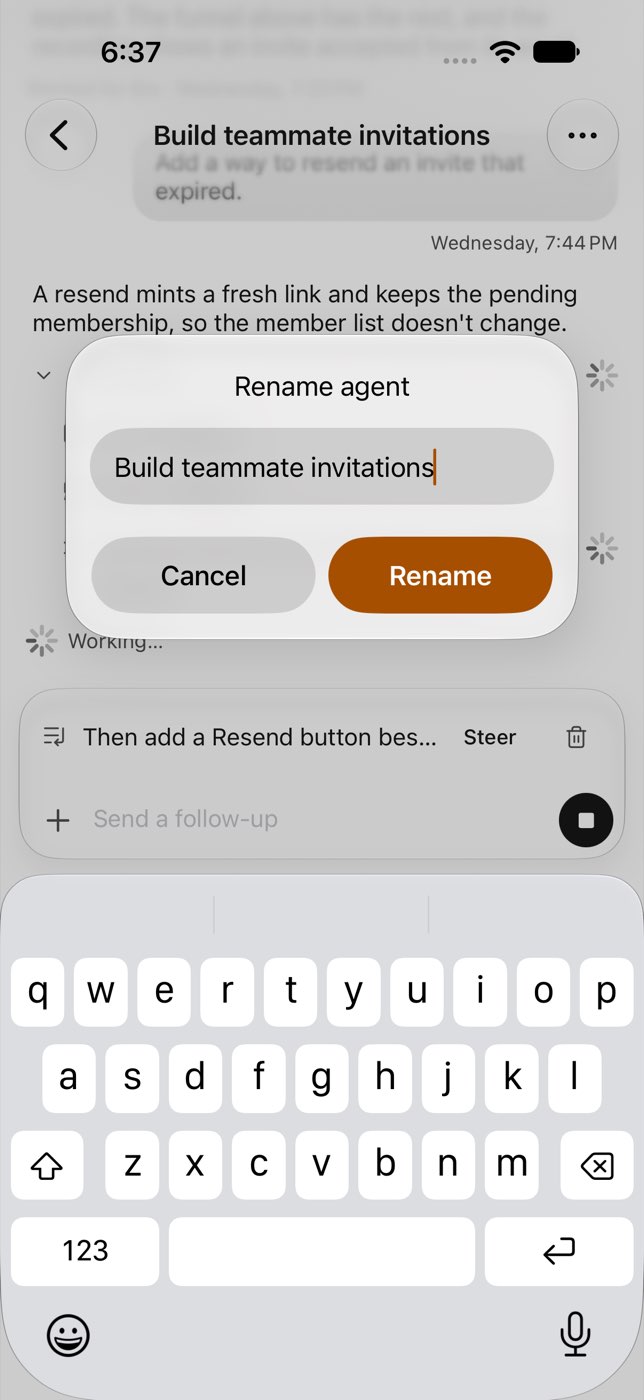 6:37
Build teammate invitations
Add a way to resend an invite that
expired.
Wednesday, 7:44 PM
A resend mints a fresh link and keeps the pending
membership, so the member list doesn't change.
Rename agent
Build teammate invitations
Cancel
Rename
Working...
Then add a Resend button bes...
Steer
Send a follow-up
q w e r t y u i o p
a s d f g h j k l
z x c v b n m
123